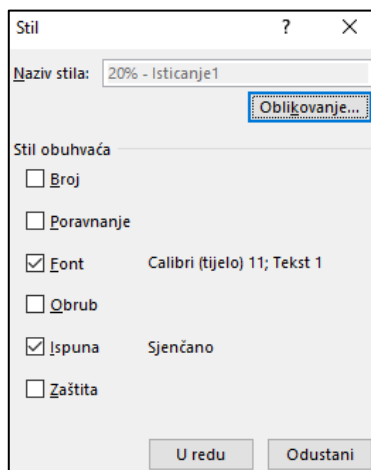 Stil ? ×
Naziv stila: 20% - Isticanje1
Oblikovanje...
Stil obuhvaća
Broj
Poravnanje
Font Calibri (tijelo) 11; Tekst 1
Obrub
Ispuna Sjenčano
Zaštita
U redu Odustani